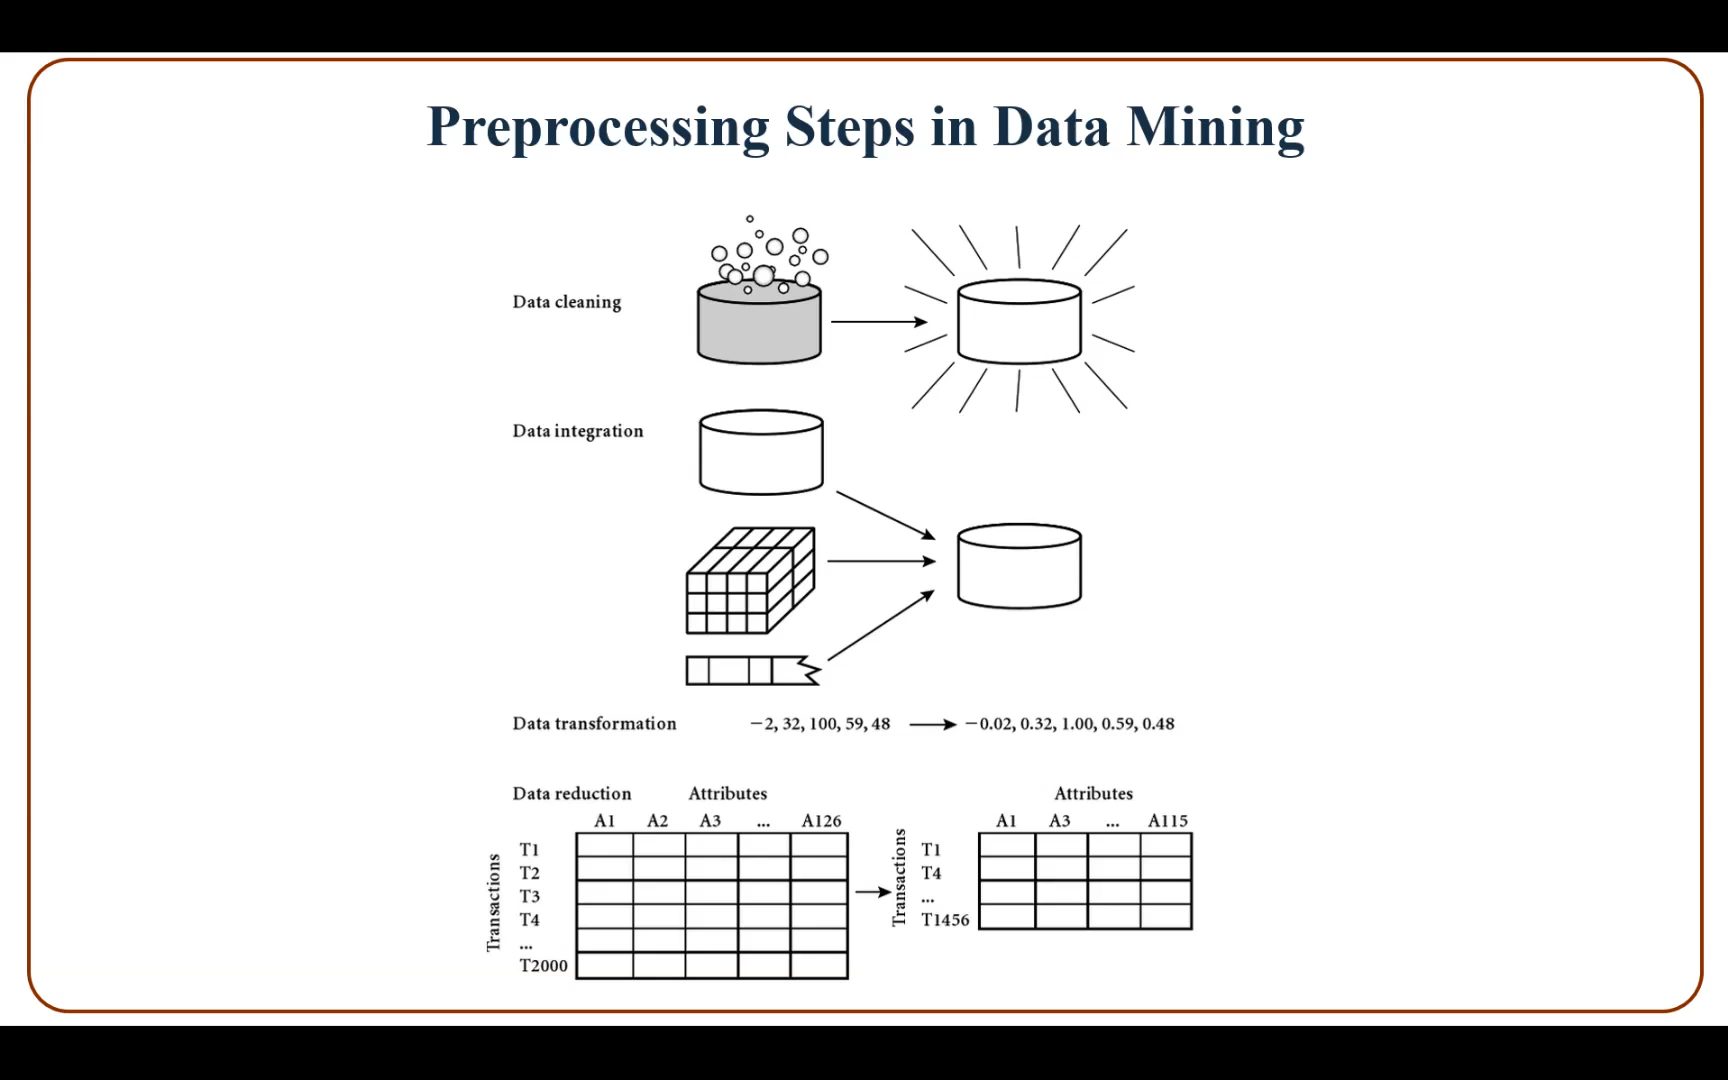 Preprocessing Steps in Data Mining
Data cleaning
Data integration
Data transformation −2, 32, 100, 59, 48 −0.02, 0.32, 1.00, 0.59, 0.48
Data reduction Attributes
A1 A2 A3 ... A126
Transactions
T1
T2
T3
T4
...
T2000
Attributes
A1 A3 ... A115
Transactions
T1
T4
...
T1456